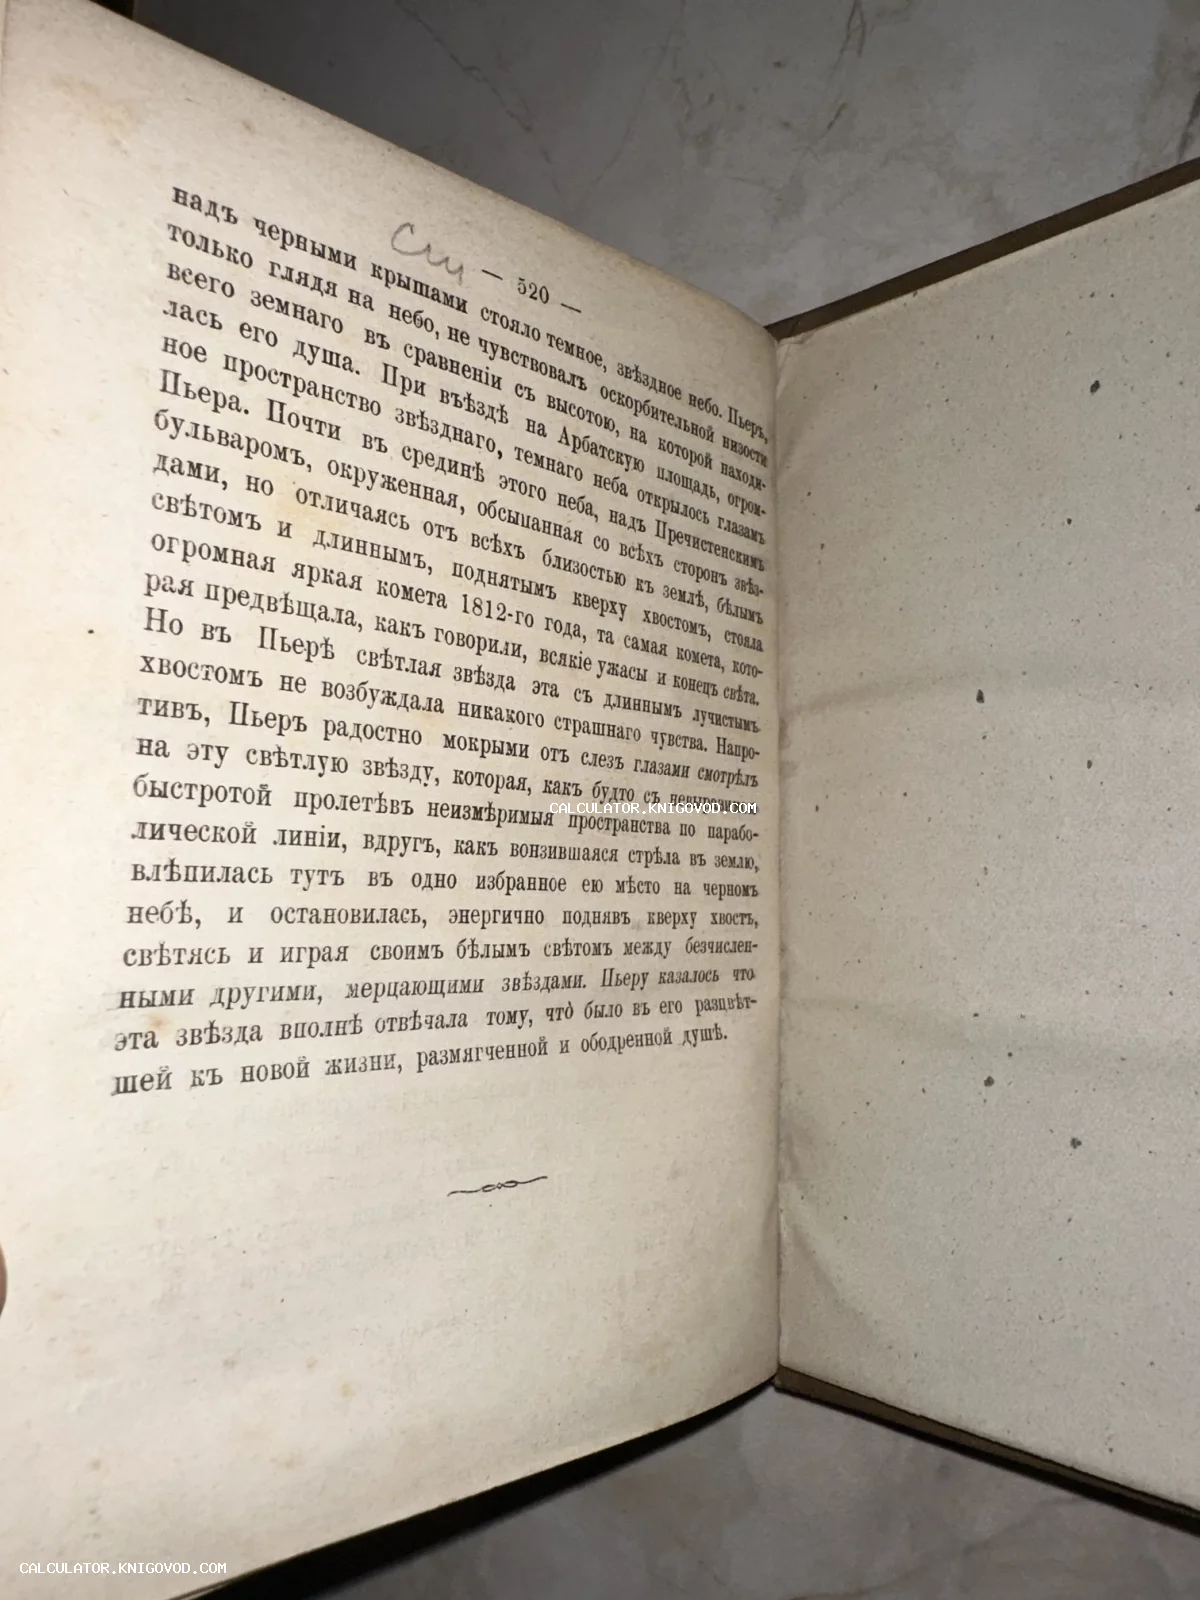 Сти
— 520 —
надъ черными крышами стояло темное, звѣздное небо. Пьеръ,
только глядя на небо, не чувствовалъ оскорбительной низости
всего земнаго въ сравненіи съ высотою, на которой находи-
лась его душа. При въѣздѣ на Арбатскую площадь, огром-
ное пространство звѣзднаго, темнаго неба открылось глазамъ
Пьера. Почти въ срединѣ этого неба, надъ Пречистенскимъ
бульваромъ, окруженная, обсыпанная со всѣхъ сторонъ звѣз-
дами, но отличаясь отъ всѣхъ близостью къ землѣ, бѣлымъ
свѣтомъ и длиннымъ, поднятымъ кверху хвостомъ, стояла
огромная яркая комета 1812-го года, та самая комета, кото-
рая предвѣщала, какъ говорили, всякіе ужасы и конецъ свѣта.
Но въ Пьерѣ свѣтлая звѣзда эта съ длиннымъ лучистымъ
хвостомъ не возбуждала никакого страшнаго чувства. Напро-
тивъ, Пьеръ радостно мокрыми отъ слезъ глазами смотрѣлъ
на эту свѣтлую звѣзду, которая, какъ будто съ
быстротой пролетѣвъ неизмѣримыя пространства по парабо-
лической линіи, вдругъ, какъ вонзившаяся стрѣла въ землю,
влѣпилась тутъ въ одно избранное ею мѣсто на черномъ
небѣ, и остановилась, энергично поднявъ кверху хвостъ,
свѣтясь и играя своимъ бѣлымъ свѣтомъ между безчислен-
ными другими, мерцающими звѣздами. Пьеру казалось что
эта звѣзда вполнѣ отвѣчала тому, что было въ его разцвѣт-
шей къ новой жизни, размягченной и ободренной душѣ.
CALCULATOR.KNIGOVOD.COM
CALCULATOR.KNIGOVOD.COM